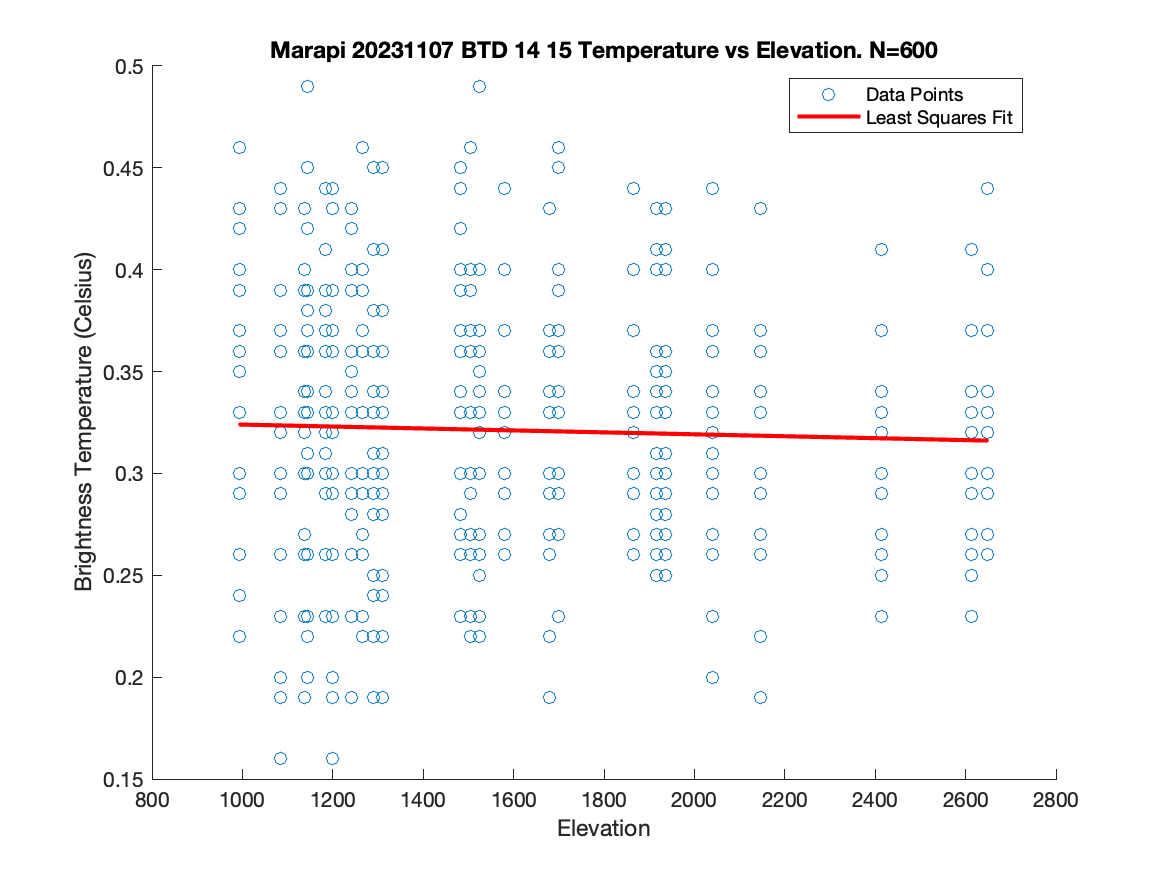 Marapi 20231107 BTD 14 15 Temperature vs Elevation. N=600
Data Points
Least Squares Fit
Brightness Temperature (Celsius)
0.5
0.45
0.4
0.35
0.3
0.25
0.2
0.15
800 1000 1200 1400 1600 1800 2000 2200 2400 2600 2800
Elevation